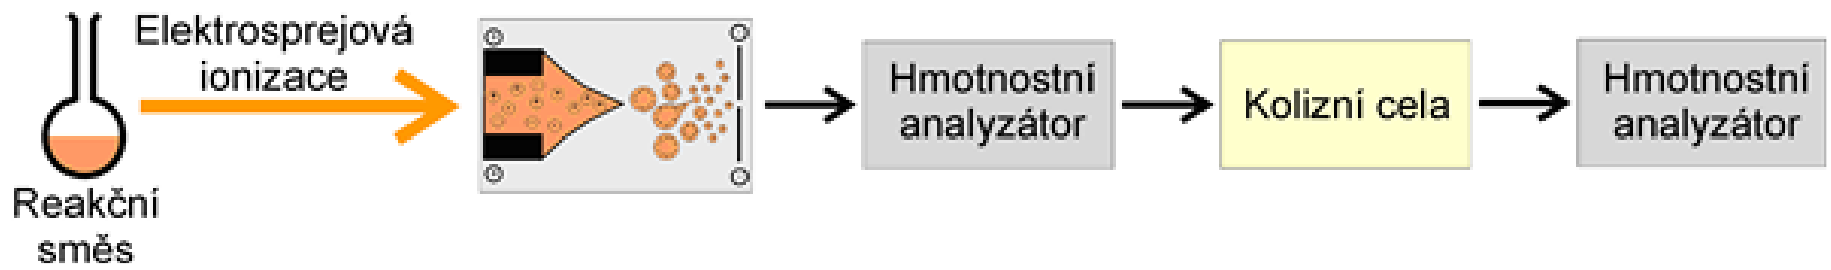 Elektrosprejová
ionizace
Reakční
směs
Hmotnostní
analyzátor
Kolizní cela
Hmotnostní
analyzátor